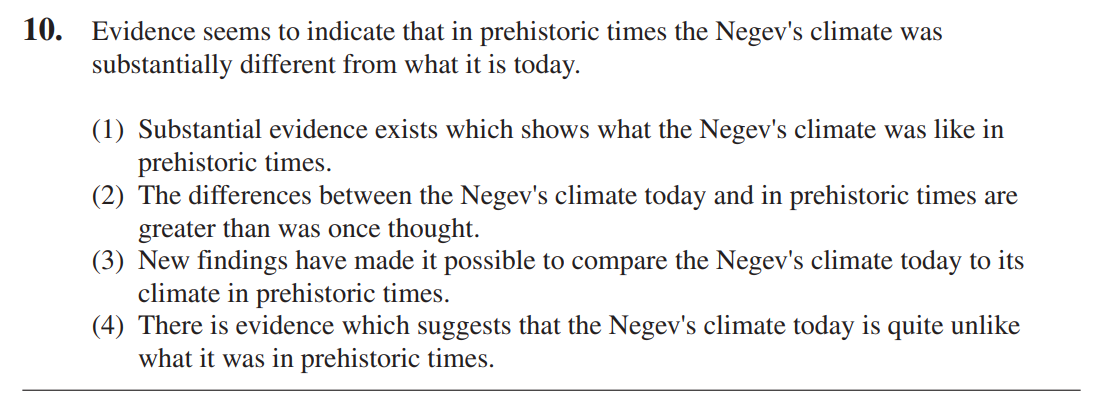 10. Evidence seems to indicate that in prehistoric times the Negev's climate was
substantially different from what it is today.
(1) Substantial evidence exists which shows what the Negev's climate was like in
prehistoric times.
(2) The differences between the Negev's climate today and in prehistoric times are
greater than was once thought.
(3) New findings have made it possible to compare the Negev's climate today to its
climate in prehistoric times.
(4) There is evidence which suggests that the Negev's climate today is quite unlike
what it was in prehistoric times.